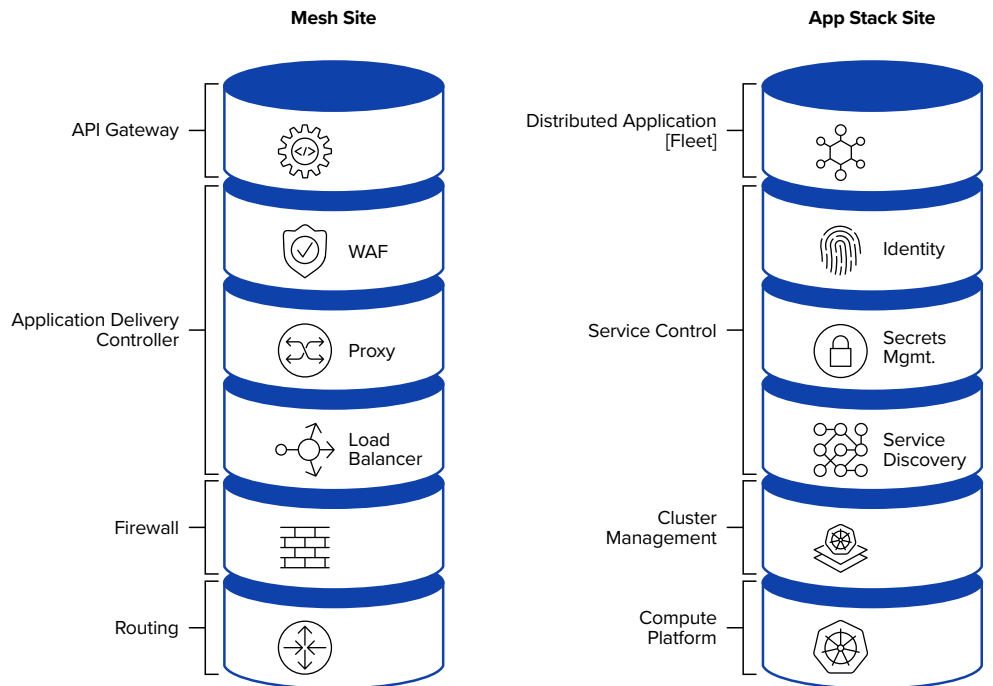 Mesh Site
API Gateway
</>
WAF
Application Delivery
Controller
Proxy
Load
Balancer
Firewall
Routing
App Stack Site
Distributed Application
[Fleet]
Identity
Service Control
Secrets
Mgmt.
Service
Discovery
Cluster
Management
Compute
Platform